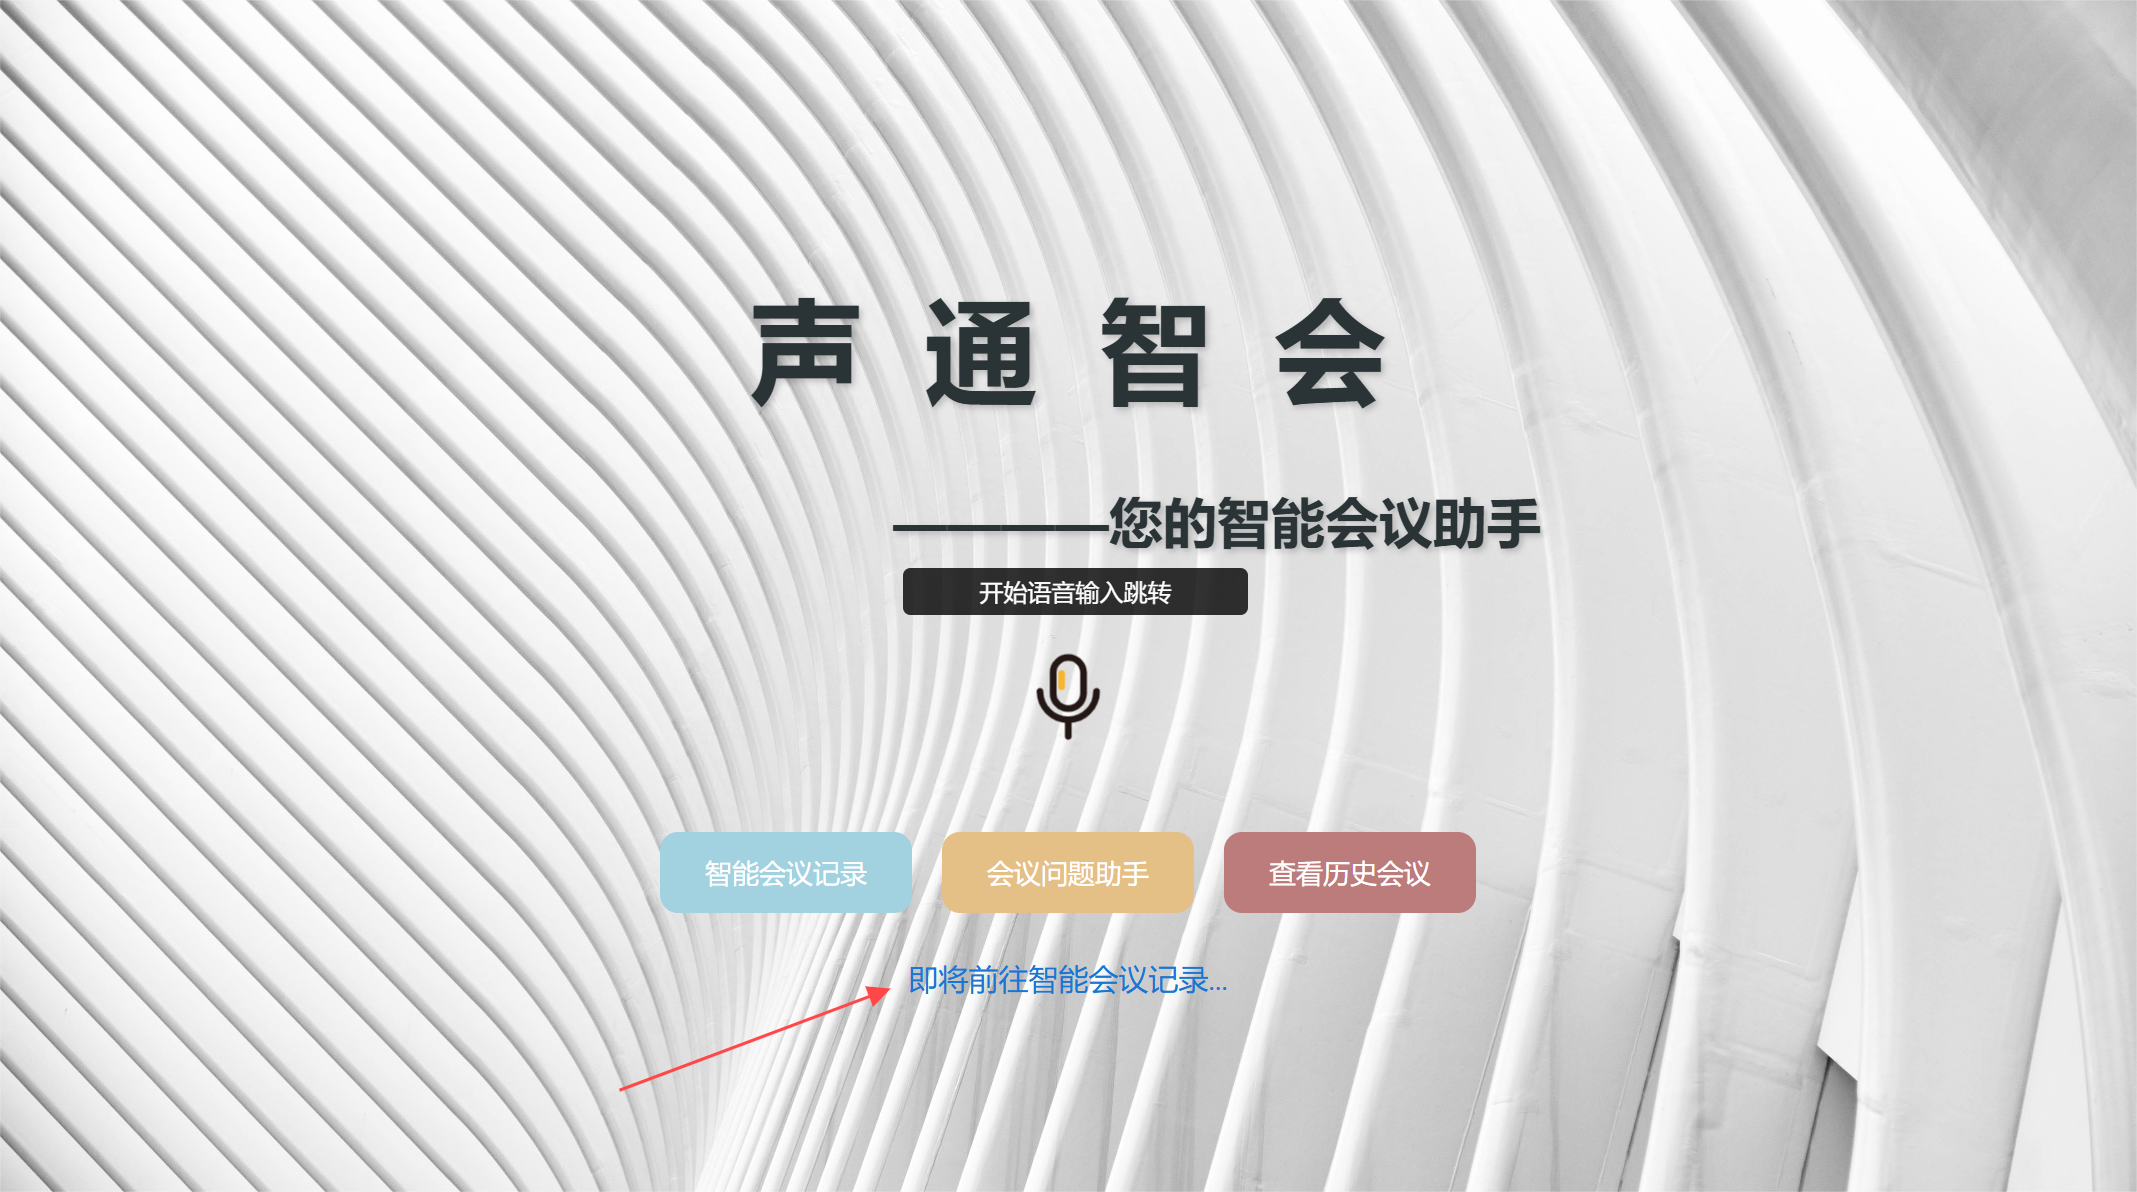 声通智会
————您的智能会议助手
开始语音输入跳转
智能会议记录
会议问题助手
查看历史会议
即将前往智能会议记录...